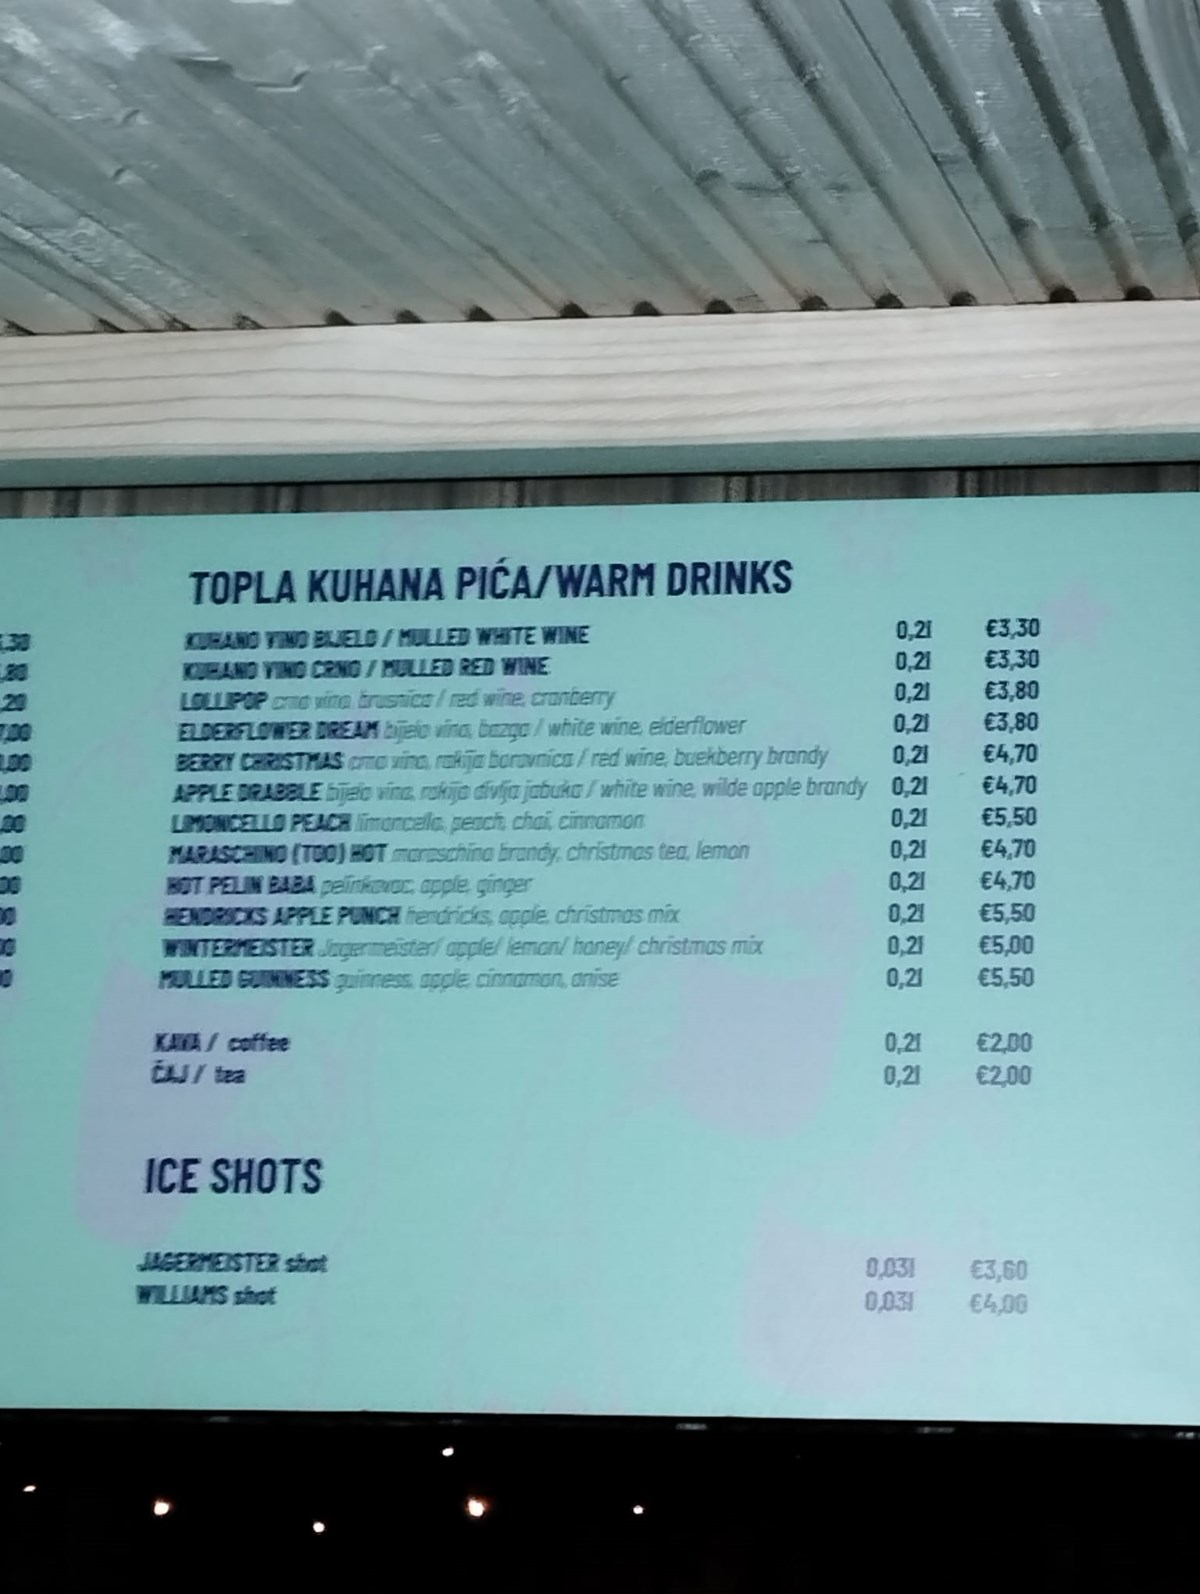 TOPLA KUHANA PIĆA/WARM DRINKS
KUHANO VINO BIJELO / MULLED WHITE WINE 0,2l €3,30
KUHANO VINO CRNO / MULLED RED WINE 0,2l €3,30
LOLLIPOP crno vino, brusnica / red wine, cranberry 0,2l €3,80
ELDERFLOWER DREAM bijelo vino, bazga / white wine, elderflower 0,2l €3,80
BERRY CHRISTMAS crno vino, rakija borovnica / red wine, buekberry brandy 0,2l €4,70
APPLE DRABBLE bijelo vino, rakija divlja jabuka / white wine, wilde apple brandy 0,2l €4,70
LIMONCELLO PEACH limoncello, peach, chai, cinnamon 0,2l €5,50
MARASCHINO (TOO) HOT maraschino brandy, christmas tea, lemon 0,2l €4,70
HOT PELIN BABA pelinkovac, apple, ginger 0,2l €4,70
HENDRICKS APPLE PUNCH hendricks, apple, christmas mix 0,2l €5,50
WINTERMEISTER Jagermeister/ apple/ lemon/ honey/ christmas mix 0,2l €5,00
MULLED GUINNESS guinness, apple, cinnamon, anise 0,2l €5,50
KAVA / coffee 0,2l €2,00
ČAJ / tea 0,2l €2,00
ICE SHOTS
JAGERMEISTER shot 0,03l €3,60
WILLIAMS shot 0,03l €4,00